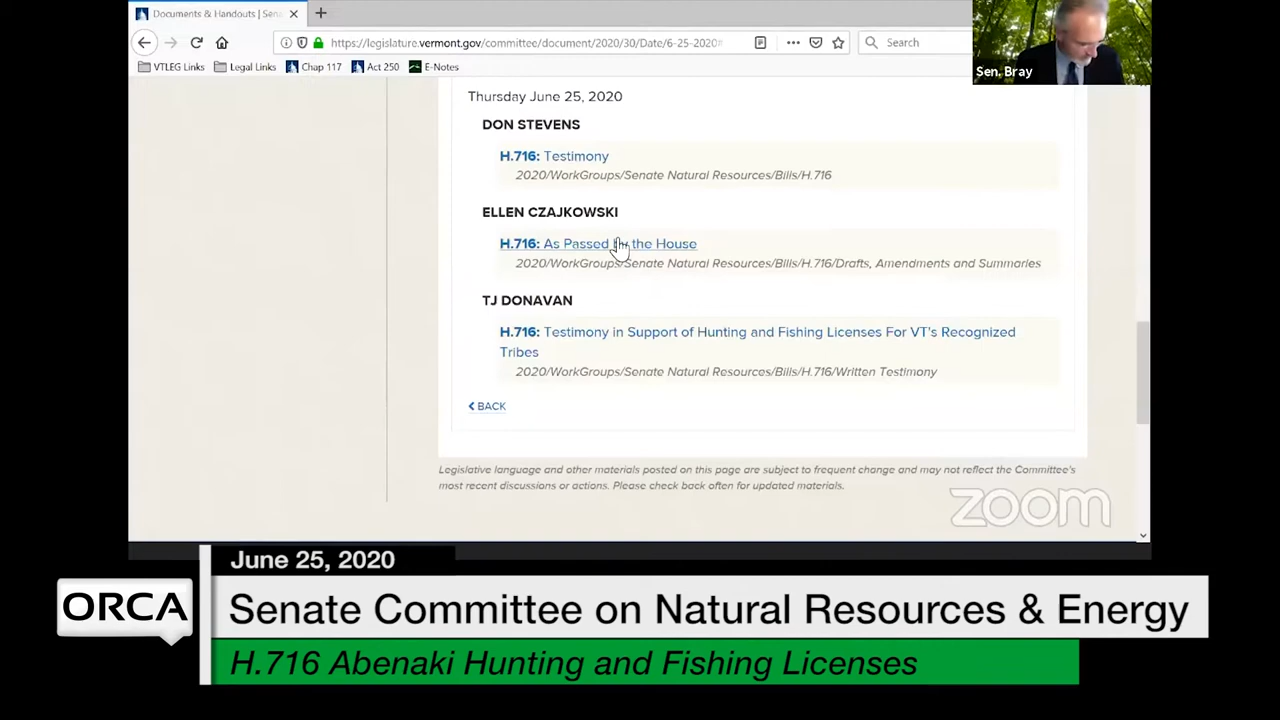 Documents & Handouts | Sena
https://legislature.vermont.gov/committee/document/2020/30/Date/6-25-2020#
Search
VTLEG Links
Legal Links
Chap 117
Act 250
E-Notes
Sen. Bray
Thursday June 25, 2020
DON STEVENS
H.716: Testimony
2020/WorkGroups/Senate Natural Resources/Bills/H.716
ELLEN CZAJKOWSKI
H.716: As Passed by the House
2020/WorkGroups/Senate Natural Resources/Bills/H.716/Drafts, Amendments and Summaries
TJ DONAVAN
H.716: Testimony in Support of Hunting and Fishing Licenses For VT's Recognized
Tribes
2020/WorkGroups/Senate Natural Resources/Bills/H.716/Written Testimony
BACK
Legislative language and other materials posted on this page are subject to frequent change and may not reflect the Committee's
most recent discussions or actions. Please check back often for updated materials.
zoom
June 25, 2020
ORCA
Senate Committee on Natural Resources & Energy
H.716 Abenaki Hunting and Fishing Licenses